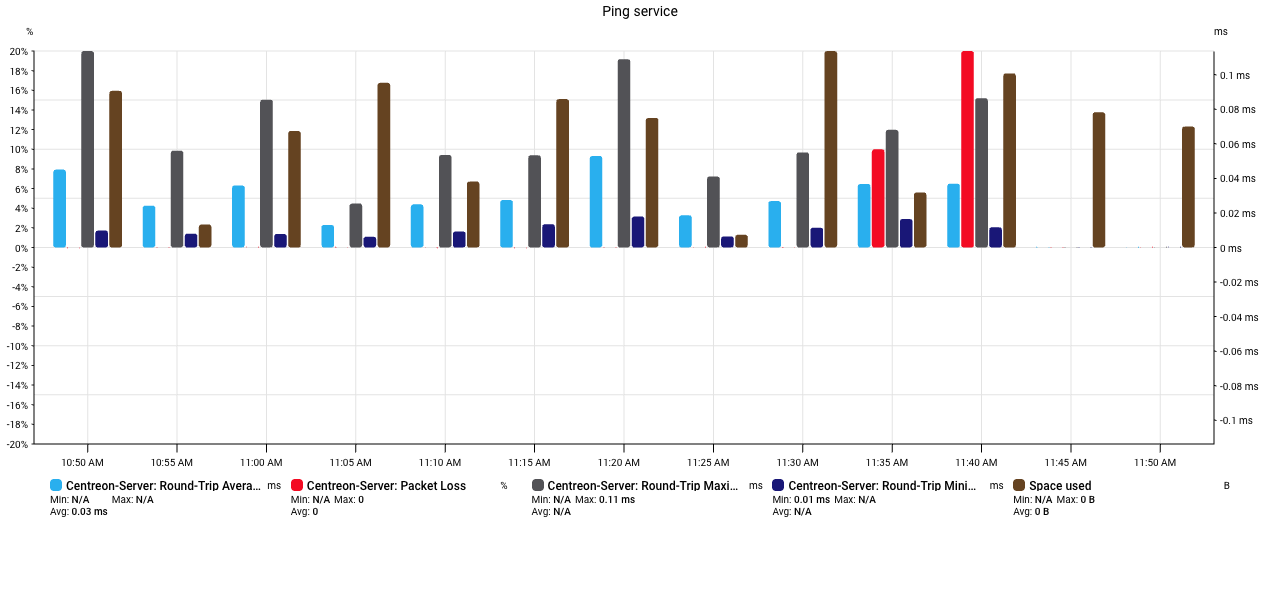 Ping service
% ms
20%
18%
16%
14%
12%
10%
8%
6%
4%
2%
0%
-2%
-4%
-6%
-8%
-10%
-12%
-14%
-16%
-18%
-20%
0.1 ms
0.08 ms
0.06 ms
0.04 ms
0.02 ms
0 ms
-0.02 ms
-0.04 ms
-0.06 ms
-0.08 ms
-0.1 ms
10:50 AM 10:55 AM 11:00 AM 11:05 AM 11:10 AM 11:15 AM 11:20 AM 11:25 AM 11:30 AM 11:35 AM 11:40 AM 11:45 AM 11:50 AM
Centreon-Server: Round-Trip Avera... ms
Min: N/A Max: N/A
Avg: 0.03 ms
Centreon-Server: Packet Loss %
Min: N/A Max: 0
Avg: 0
Centreon-Server: Round-Trip Maxi... ms
Min: N/A Max: 0.11 ms
Avg: N/A
Centreon-Server: Round-Trip Mini... ms
Min: 0.01 ms Max: N/A
Avg: N/A
Space used B
Min: N/A Max: 0 B
Avg: 0 B